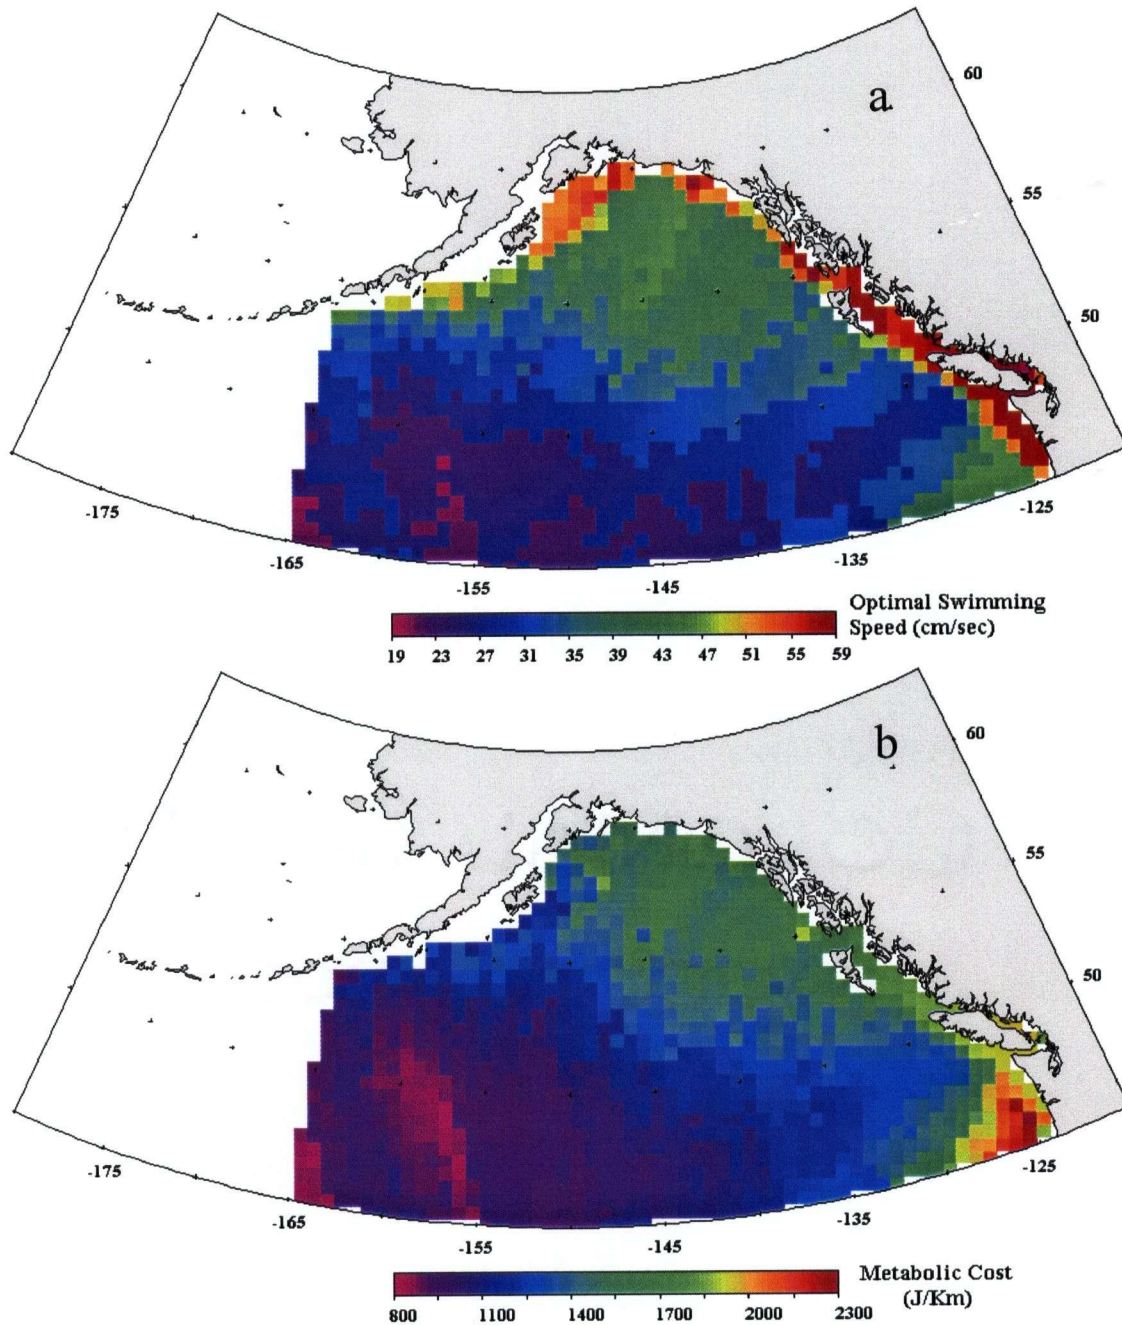 a
60
55
50
-175
-165
-155
-145
-135
-125
Optimal Swimming
Speed (cm/sec)
19 23 27 31 35 39 43 47 51 55 59
b
60
55
50
-175
-165
-155
-145
-135
-125
Metabolic Cost
(J/Km)
800 1100 1400 1700 2000 2300